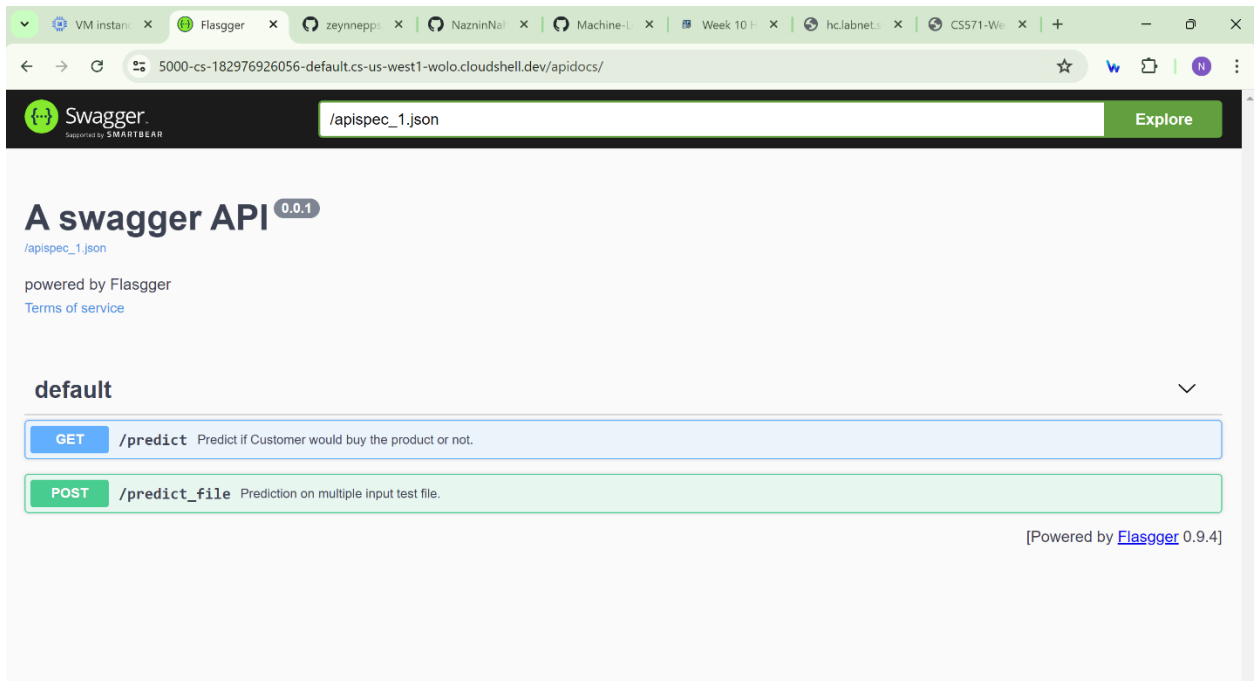 VM instanc
Flasgger
zeynnepps
NazninNah
Machine-L
Week 10 H
hc.labnet.s
CS571-We
5000-cs-182976926056-default.cs-us-west1-wolo.cloudshell.dev/apidocs/
N
Swagger.
Supported by SMARTBEAR
/apispec_1.json
Explore
A swagger API 0.0.1
/apispec_1.json
powered by Flasgger
Terms of service
default
GET /predict Predict if Customer would buy the product or not.
POST /predict_file Prediction on multiple input test file.
[Powered by Flasgger 0.9.4]